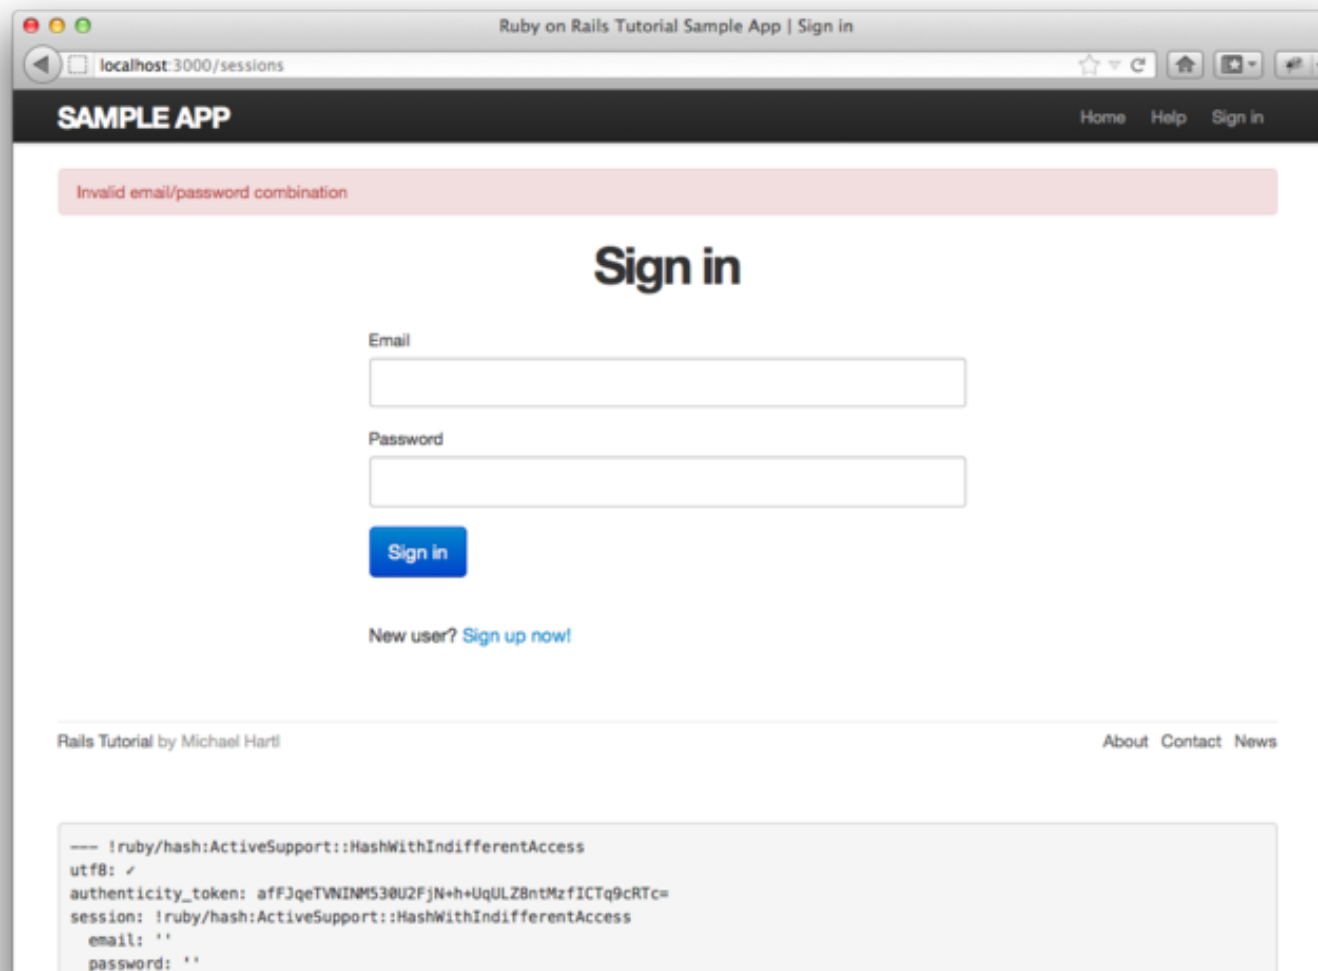 Ruby on Rails Tutorial Sample App | Sign in
localhost:3000/sessions
SAMPLE APP
Home Help Sign in
Invalid email/password combination
Sign in
Email
Password
Sign in
New user? Sign up now!
Rails Tutorial by Michael Hartl
About Contact News
--- !ruby/hash:ActiveSupport::HashWithIndifferentAccess
utf8: ✓
authenticity_token: afFJqeTVNINM530U2FjN+h+UqULZ8ntMzfICTq9cRTc=
session: !ruby/hash:ActiveSupport::HashWithIndifferentAccess
  email: ''
  password: ''